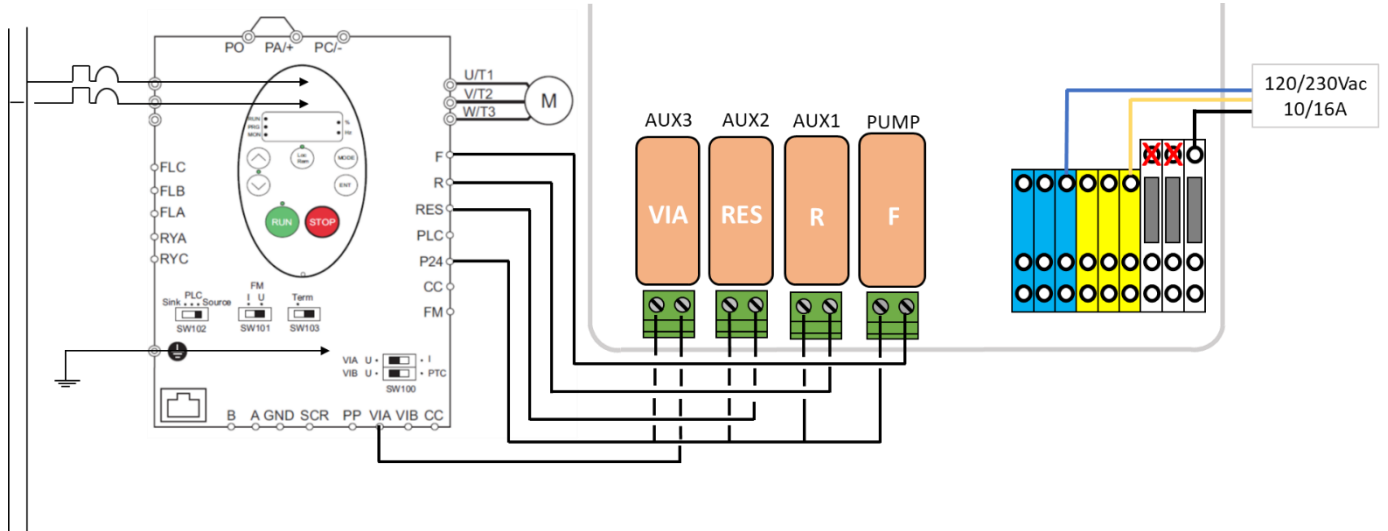 PO PA/+ PC/-
U/T1
V/T2
W/T3
M
RUN
PRG
MON
%
Hz
Loc
Rem
MODE
ENT
RUN
STOP
FLC
FLB
FLA
RYA
RYC
F
R
RES
PLC
P24
CC
FM
PLC
Sink Source
SW102
FM
I U
SW101
Term
SW103
VIA U I
VIB U PTC
SW100
B A GND SCR PP VIA VIB CC
AUX3 AUX2 AUX1 PUMP
VIA RES R F
120/230Vac
10/16A